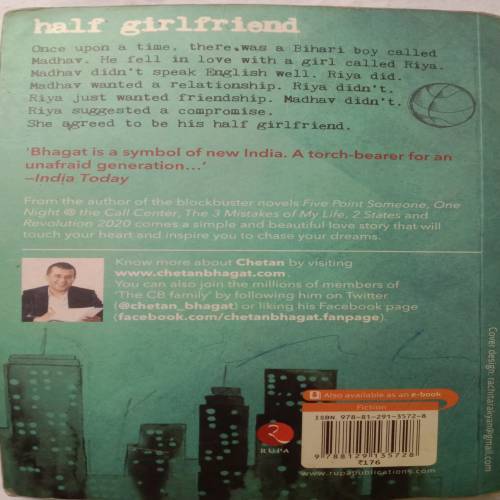 half girlfriend
Once upon a time, there was a Bihari boy called
Madhav. He fell in love with a girl called Riya.
Madhav didn't speak English well. Riya did.
Madhav wanted a relationship. Riya didn't.
Riya just wanted friendship. Madhav didn't.
Riya suggested a compromise.
She agreed to be his half girlfriend.
'Bhagat is a symbol of new India. A torch-bearer for an
unafraid generation...'
—India Today
From the author of the blockbuster novels Five Point Someone, One
Night @ the Call Center, The 3 Mistakes of My Life, 2 States and
Revolution 2020 comes a simple and beautiful love story that will
touch your heart and inspire you to chase your dreams.
Know more about Chetan by visiting
www.chetanbhagat.com.
You can also join the millions of members of
'The CB family' by following him on Twitter
(@chetan_bhagat) or liking his Facebook page
(facebook.com/chetanbhagat.fanpage).
Also available as an e-book
Fiction
ISBN 978-81-291-3572-8
9 788129 135728
₹176
RUPA
www.rupapublications.com
Cover design: